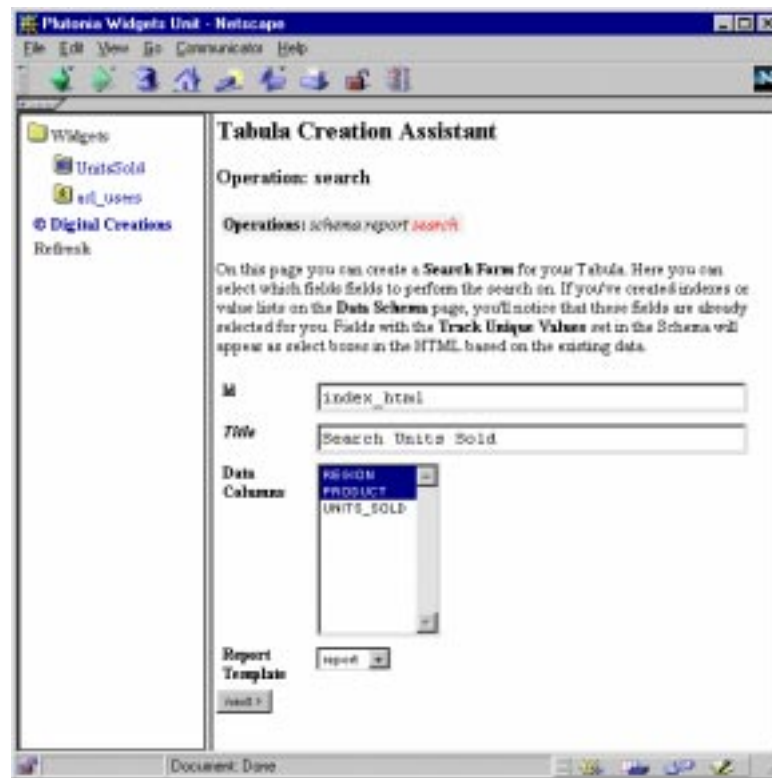 Plutonia Widgets Unit - Netscape
File Edit View Go Communicator Help
Widgets
UnitsSold
acl_users
© Digital Creations
Refresh
Tabula Creation Assistant
Operation: search
Operations: schema report search
On this page you can create a Search Form for your Tabula. Here you can
select which fields fields to perform the search on. If you've created indexes or
value lists on the Data Schema page, you'll notice that these fields are already
selected for you. Fields with the Track Unique Values set in the Schema will
appear as select boxes in the HTML based on the existing data.
Id
index_html
Title
Search Units Sold
Data
Columns
REGION
PRODUCT
UNITS_SOLD
Report
Template
report
next >
Document: Done